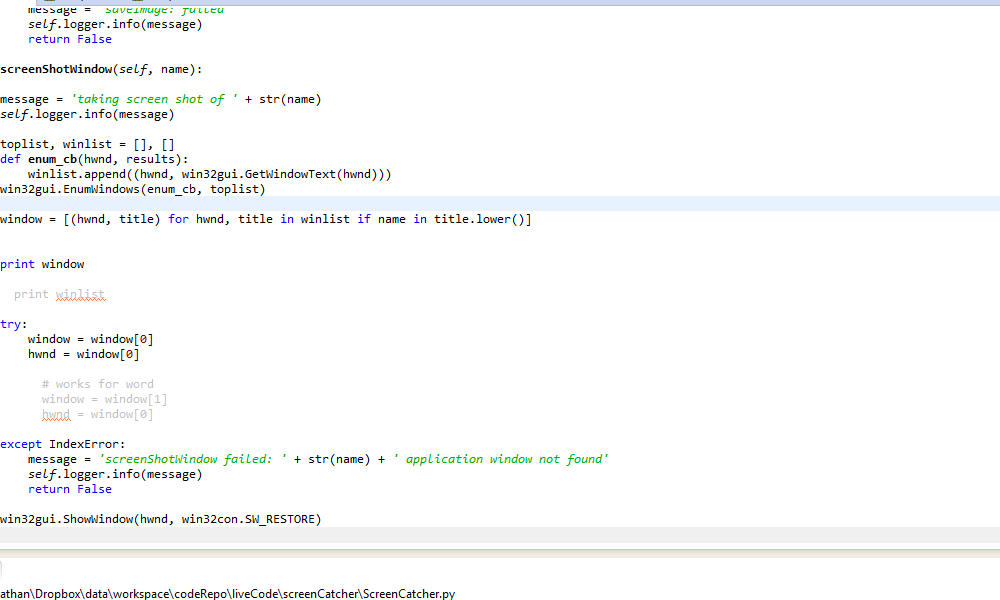 message = 'saveImage: failed
self.logger.info(message)
return False
screenShotWindow(self, name):
message = 'taking screen shot of ' + str(name)
self.logger.info(message)
toplist, winlist = [], []
def enum_cb(hwnd, results):
winlist.append((hwnd, win32gui.GetWindowText(hwnd)))
win32gui.EnumWindows(enum_cb, toplist)
window = [(hwnd, title) for hwnd, title in winlist if name in title.lower()]
print window
print winlist
try:
window = window[0]
hwnd = window[0]
# works for word
window = window[1]
hwnd = window[0]
except IndexError:
message = 'screenShotWindow failed: ' + str(name) + ' application window not found'
self.logger.info(message)
return False
win32gui.ShowWindow(hwnd, win32con.SW_RESTORE)
athan\Dropbox\data\workspace\codeRepo\liveCode\screenCatcher\ScreenCatcher.py